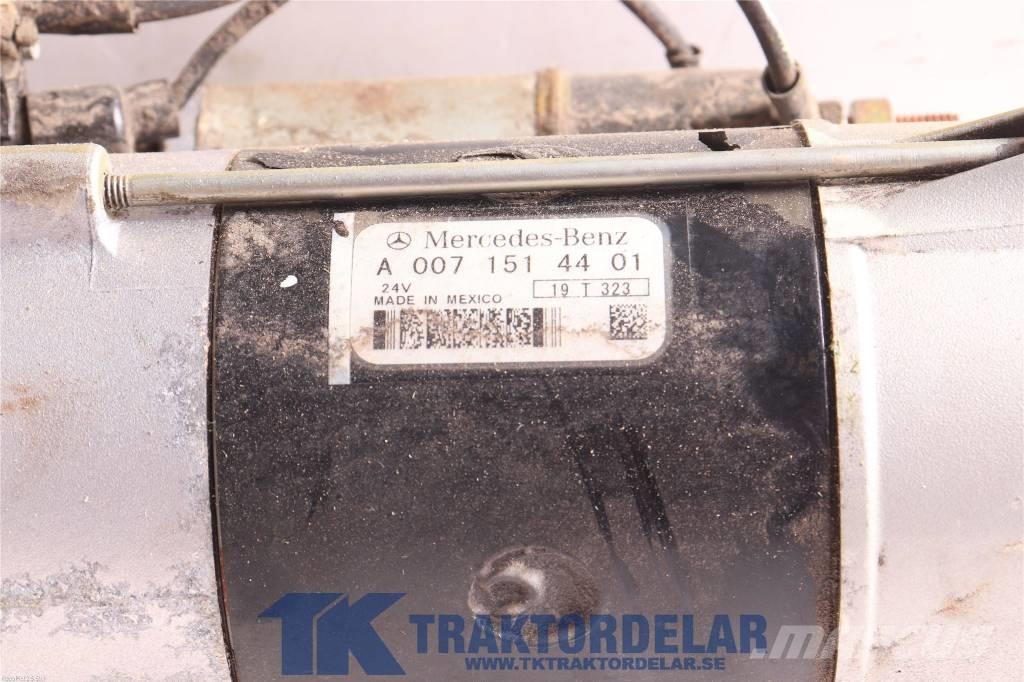 Mercedes-Benz
A 007 151 44 01
24V
19 T 323
MADE IN MEXICO
TK TRAKTORDELAR
WWW.TKTRAKTORDELAR.SE